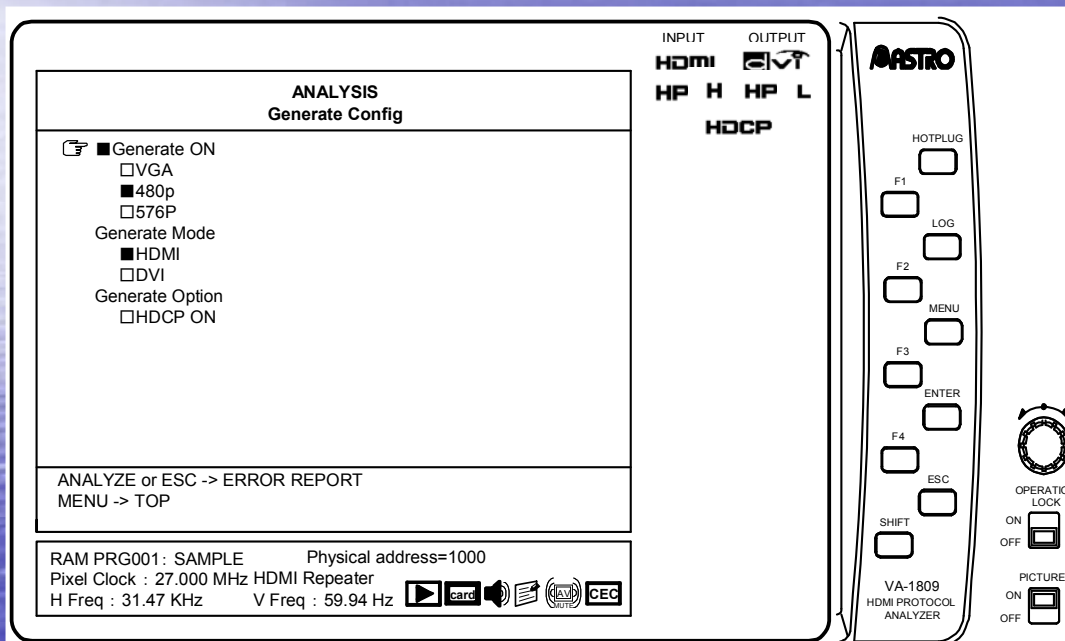 INPUT OUTPUT
HDMI DVI
HP H HP L
HDCP
ANALYSIS
Generate Config
■Generate ON
□VGA
■480p
□576P
Generate Mode
■HDMI
□DVI
Generate Option
□HDCP ON
ANALYZE or ESC -> ERROR REPORT
MENU -> TOP
RAM PRG001: SAMPLE Physical address=1000
Pixel Clock : 27.000 MHz HDMI Repeater
H Freq : 31.47 KHz V Freq : 59.94 Hz
card
AV
MUTE
CEC
ASTRO
HOTPLUG
F1
LOG
F2
MENU
F3
ENTER
F4
ESC
SHIFT
VA-1809
HDMI PROTOCOL
ANALYZER
OPERATIO
LOCK
ON
OFF
PICTURE
ON
OFF